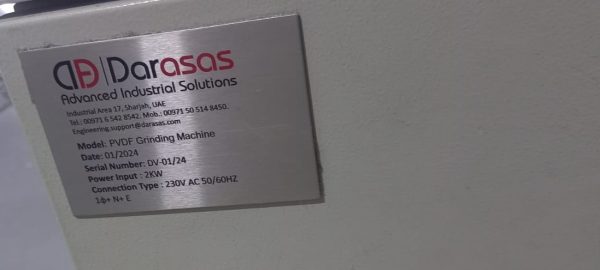 Darasas
Advanced Industrial Solutions
Industrial Area 17, Sharjah, UAE
Tel.: 00971 6 542 8542, Mob.: 00971 50 514 8450.
Engineering.support@darasas.com
Model: PVDF Grinding Machine
Date: 01/2024
Serial Number: DV-01/24
Power Input : 2KW
Connection Type : 230V AC 50/60HZ
1ф+ N+ E